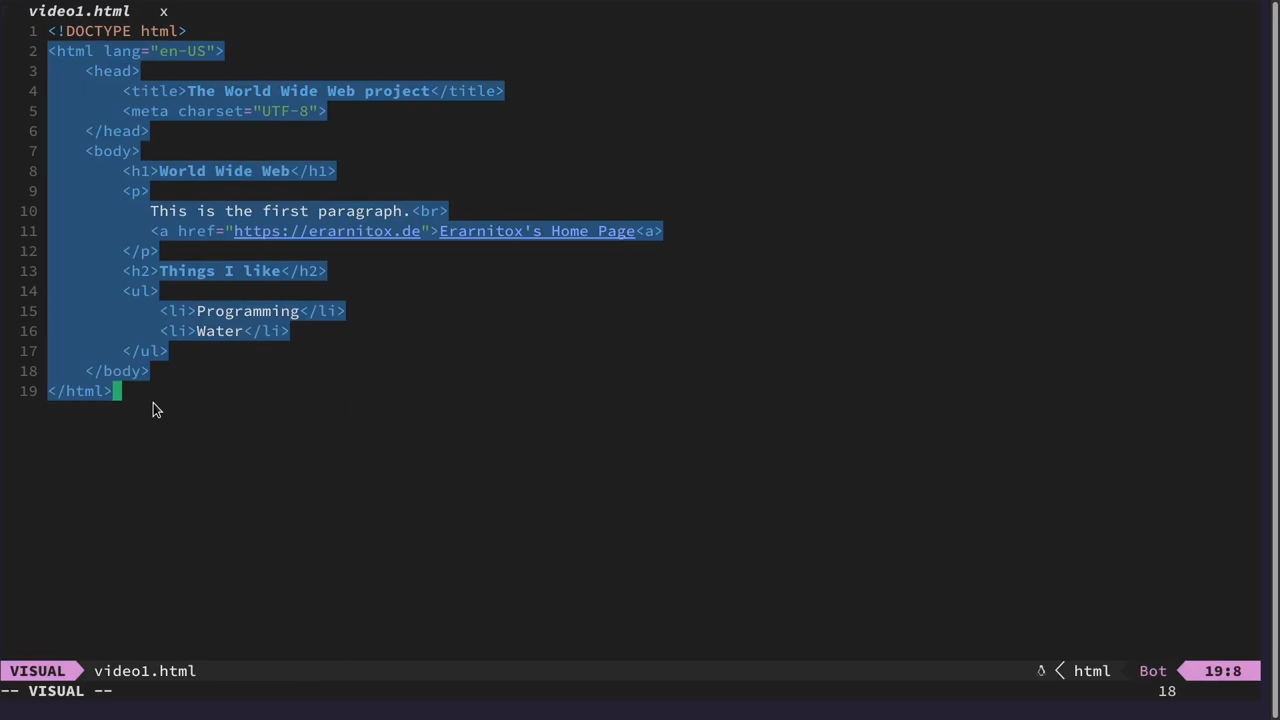 video1.html x
1 <!DOCTYPE html>
2 <html lang="en-US">
3     <head>
4         <title>The World Wide Web project</title>
5         <meta charset="UTF-8">
6     </head>
7     <body>
8         <h1>World Wide Web</h1>
9         <p>
10            This is the first paragraph.<br>
11            <a href="https://erarnitox.de">Erarnitox's Home Page<a>
12         </p>
13         <h2>Things I like</h2>
14         <ul>
15             <li>Programming</li>
16             <li>Water</li>
17         </ul>
18     </body>
19 </html>
VISUAL video1.html html Bot 19:8
-- VISUAL -- 18